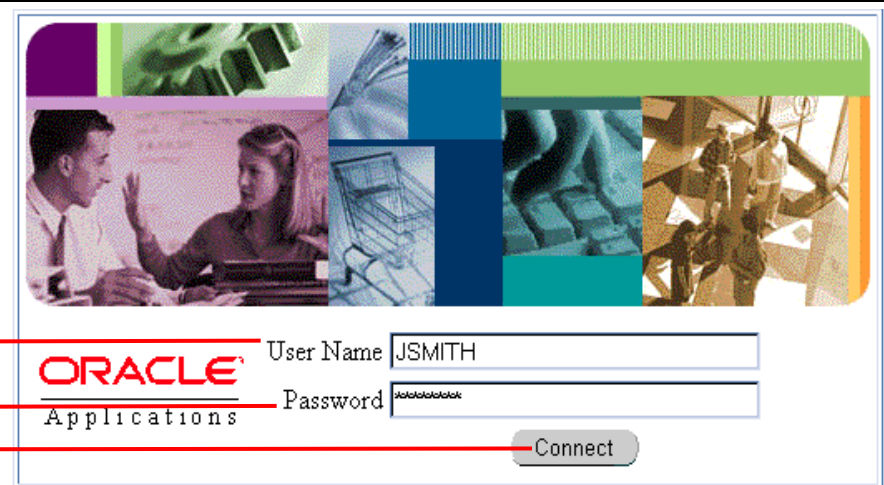 User Name JSMITH
ORACLE
Password *********
Applications
Connect